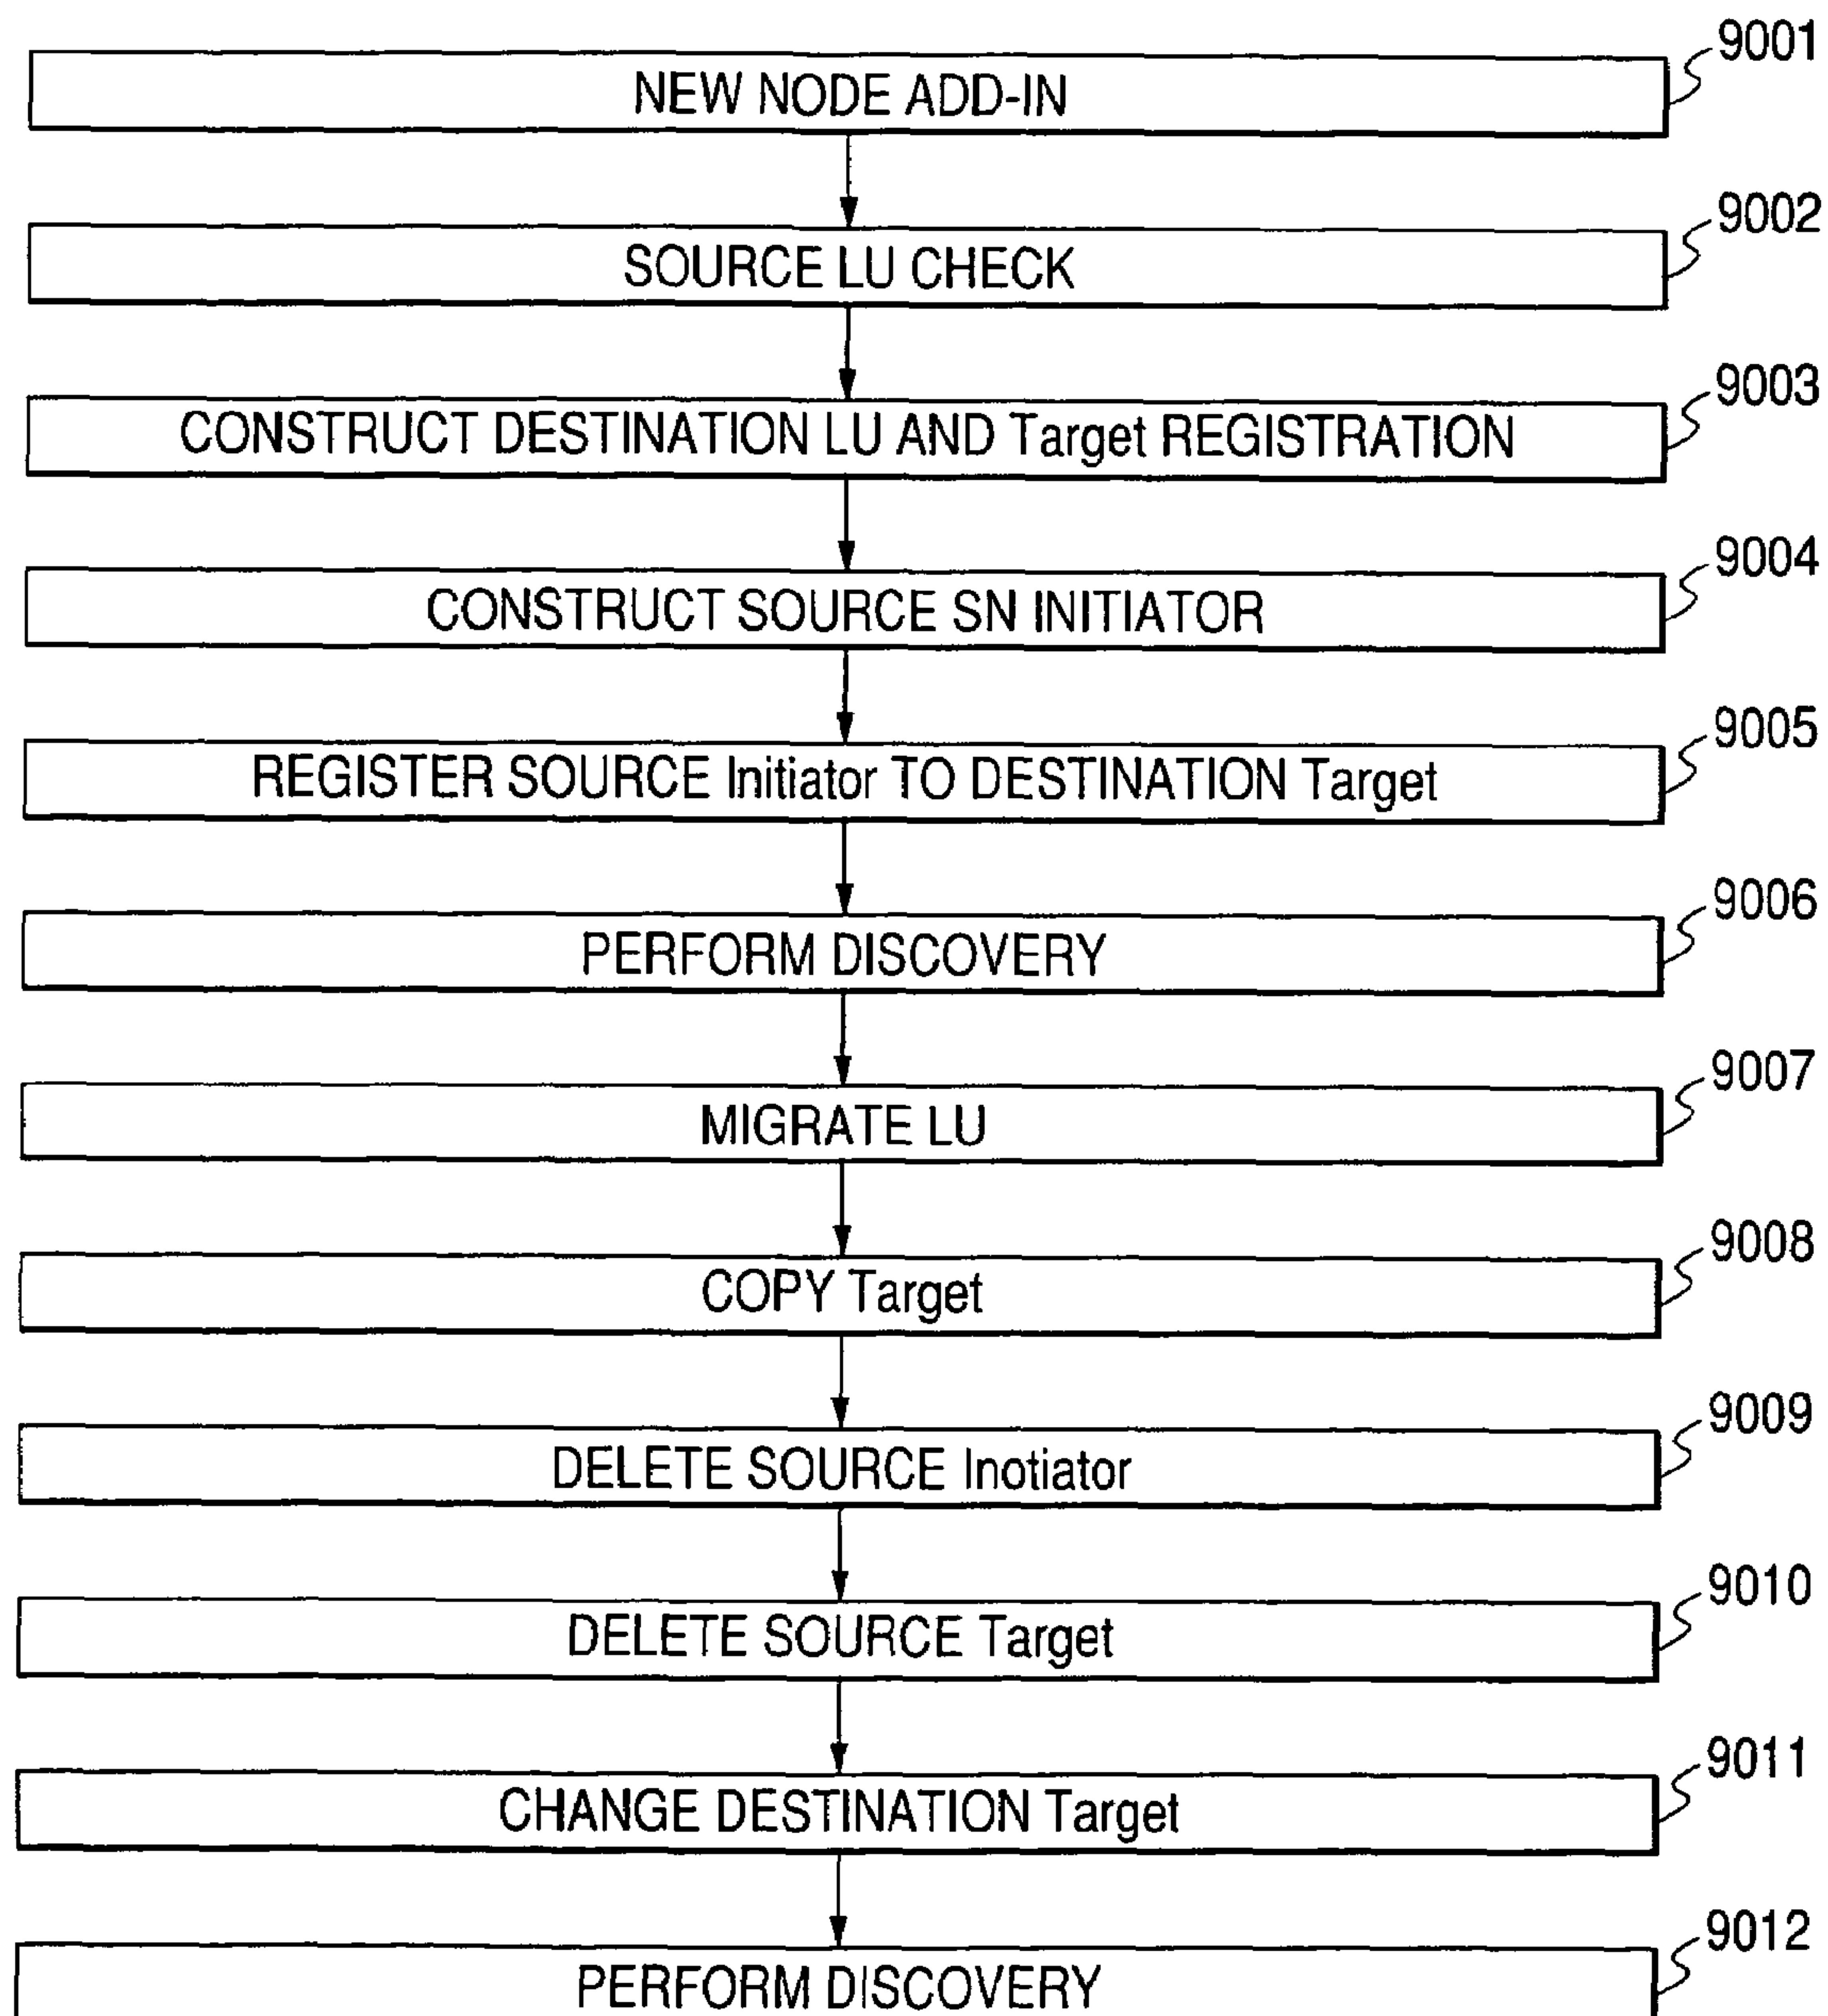 9001
NEW NODE ADD-IN
9002
SOURCE LU CHECK
9003
CONSTRUCT DESTINATION LU AND Target REGISTRATION
9004
CONSTRUCT SOURCE SN INITIATOR
9005
REGISTER SOURCE Initiator TO DESTINATION Target
9006
PERFORM DISCOVERY
9007
MIGRATE LU
9008
COPY Target
9009
DELETE SOURCE Inotiator
9010
DELETE SOURCE Target
9011
CHANGE DESTINATION Target
9012
PERFORM DISCOVERY